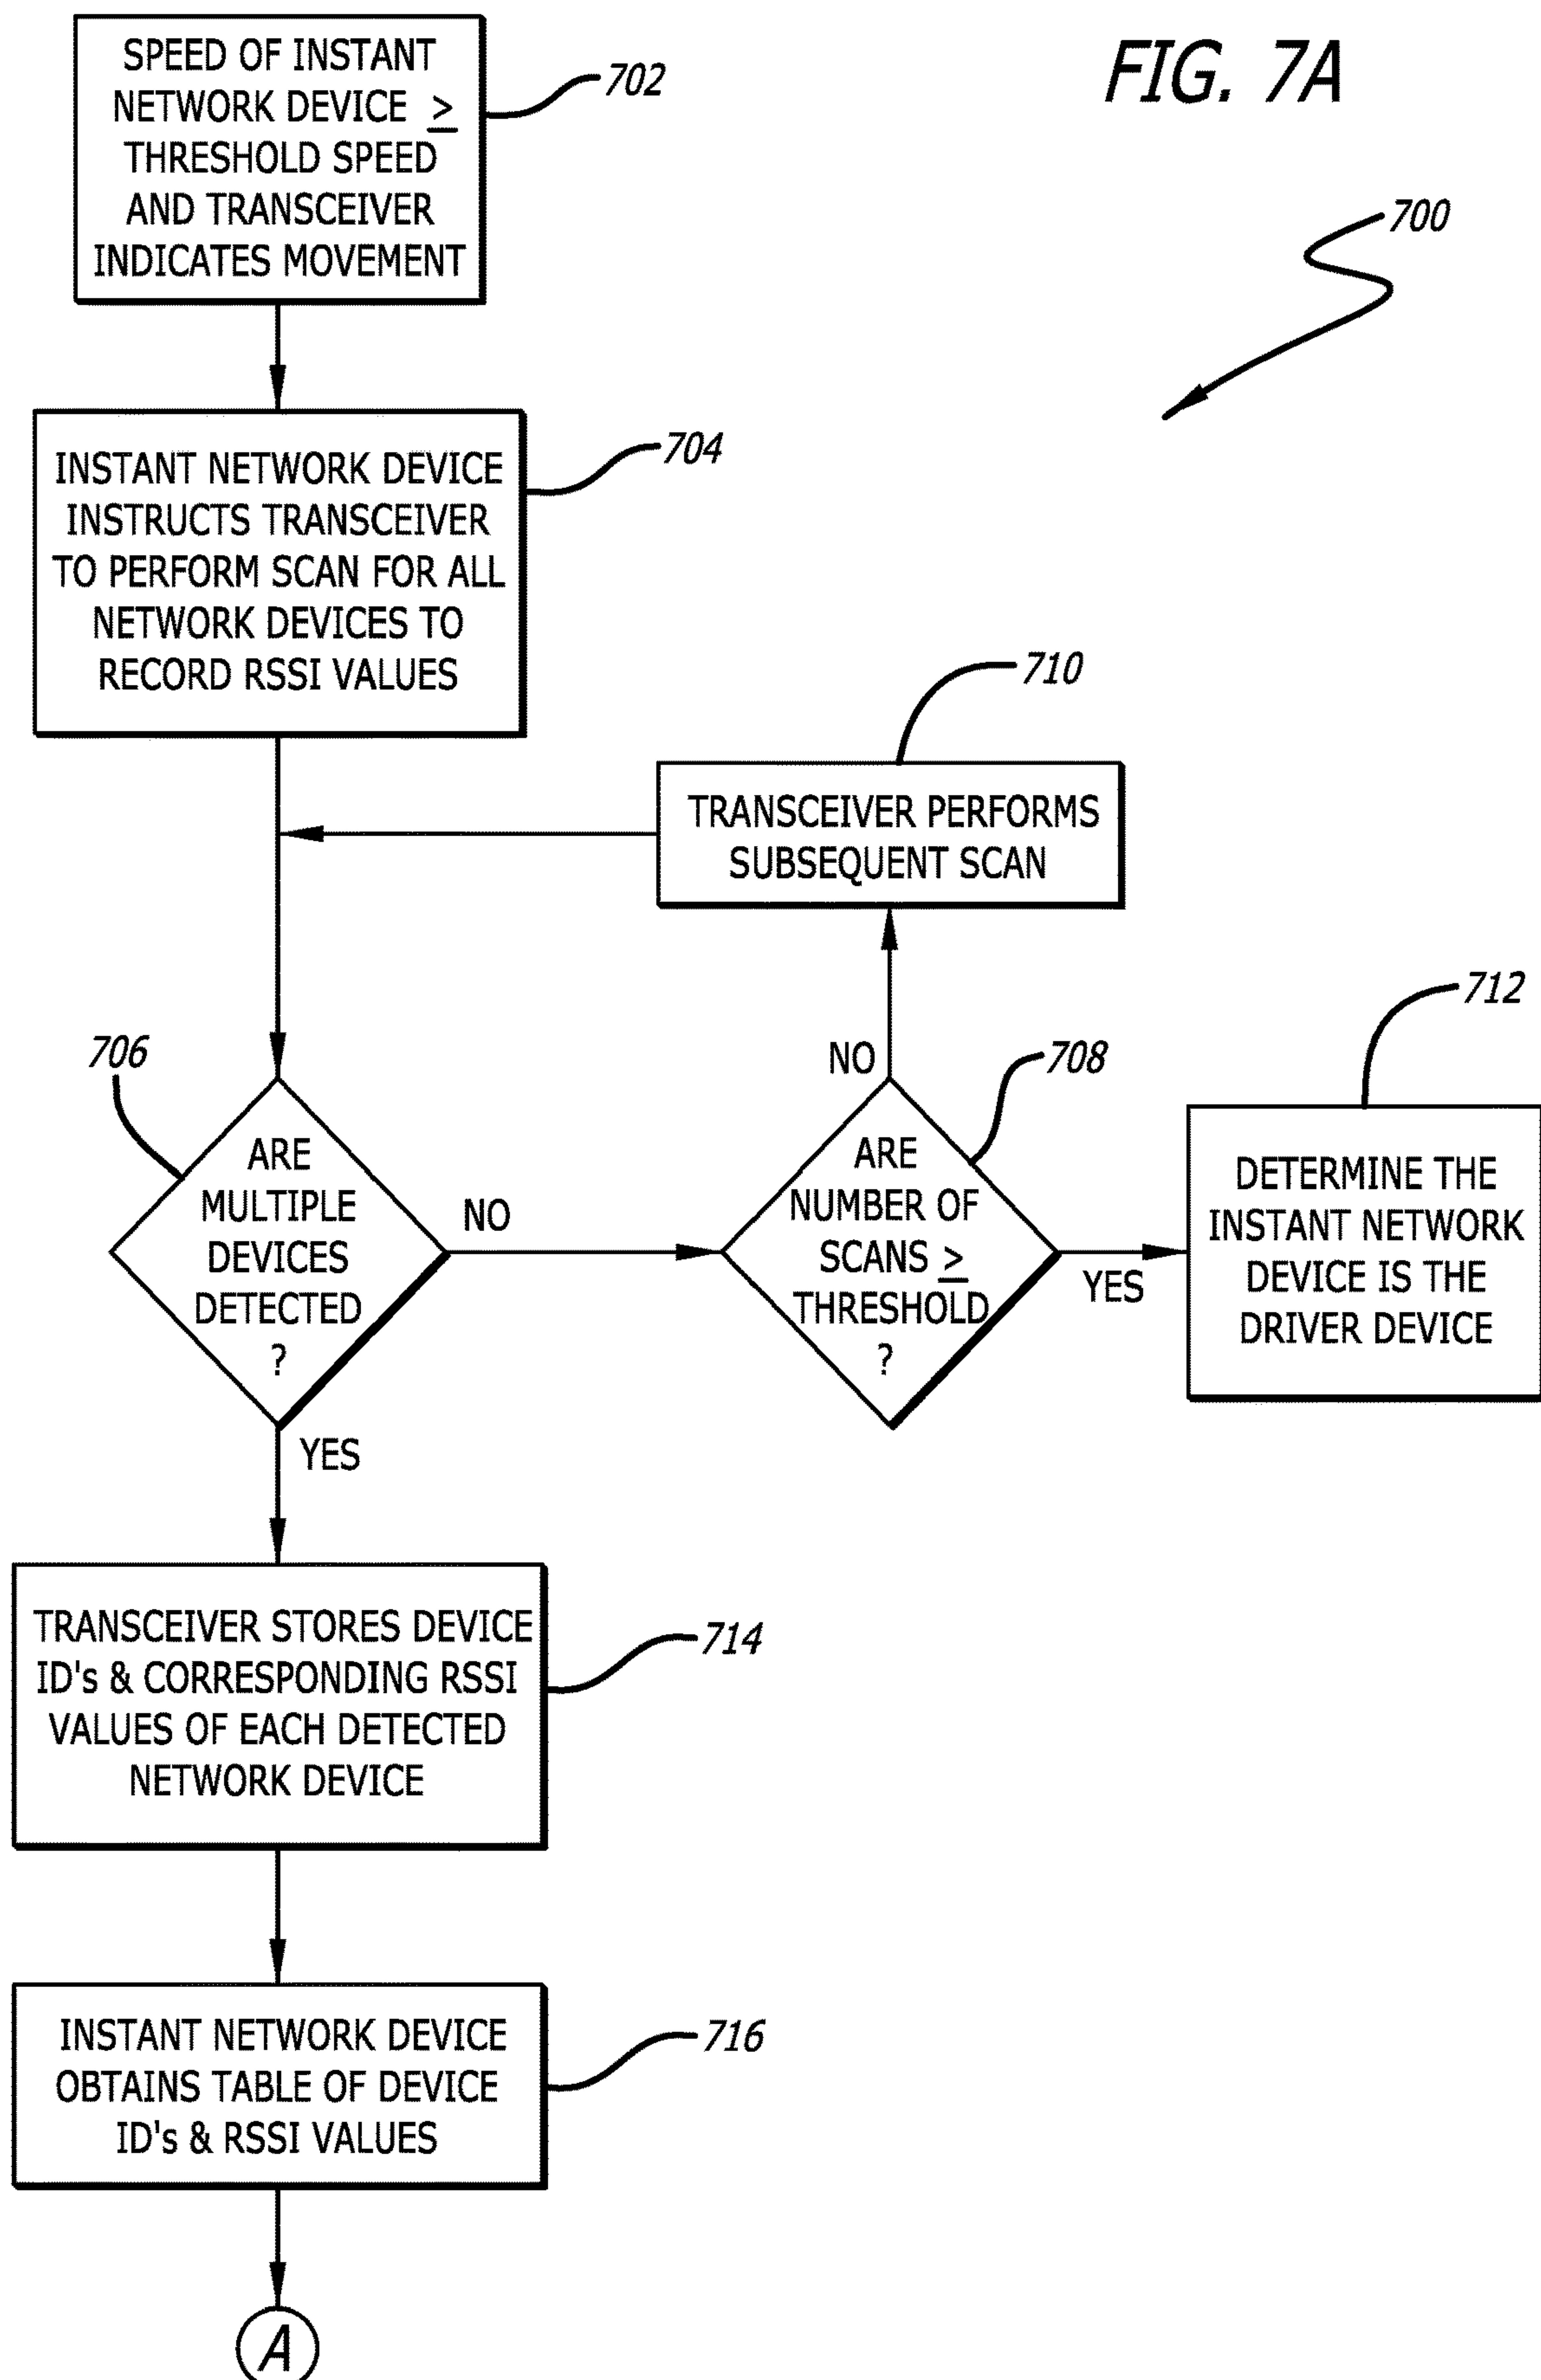 FIG. 7A
700
SPEED OF INSTANT
NETWORK DEVICE ≥
THRESHOLD SPEED
AND TRANSCEIVER
INDICATES MOVEMENT
702
INSTANT NETWORK DEVICE
INSTRUCTS TRANSCEIVER
TO PERFORM SCAN FOR ALL
NETWORK DEVICES TO
RECORD RSSI VALUES
704
710
TRANSCEIVER PERFORMS
SUBSEQUENT SCAN
706
ARE
MULTIPLE
DEVICES
DETECTED
?
NO
YES
NO
708
ARE
NUMBER OF
SCANS ≥
THRESHOLD
?
YES
712
DETERMINE THE
INSTANT NETWORK
DEVICE IS THE
DRIVER DEVICE
TRANSCEIVER STORES DEVICE
ID's & CORRESPONDING RSSI
VALUES OF EACH DETECTED
NETWORK DEVICE
714
INSTANT NETWORK DEVICE
OBTAINS TABLE OF DEVICE
ID's & RSSI VALUES
716
A